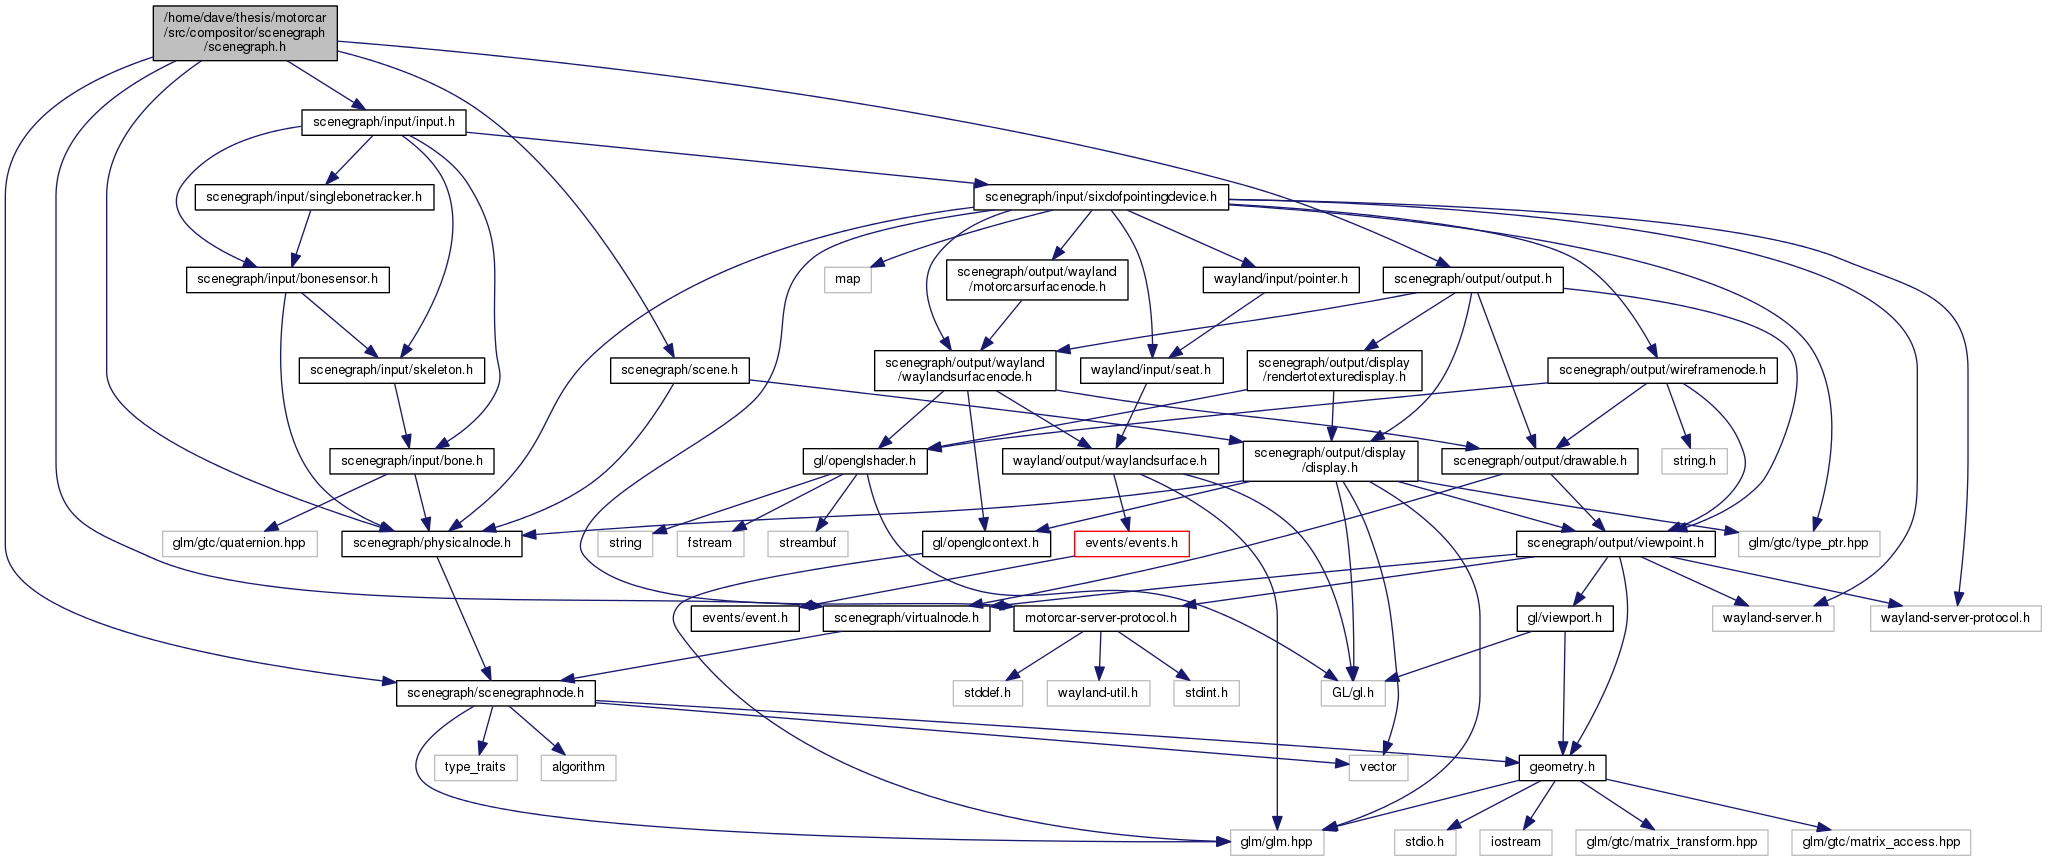 /home/dave/thesis/motorcar
/src/compositor/scenegraph
/scenegraph.h
scenegraph/input/input.h
scenegraph/input/singlebonetracker.h
scenegraph/input/sixdofpointingdevice.h
scenegraph/input/bonesensor.h
map
scenegraph/output/wayland
/motorcarsurfacenode.h
wayland/input/pointer.h
scenegraph/output/output.h
scenegraph/input/skeleton.h
scenegraph/scene.h
scenegraph/output/wayland
/waylandsurfacenode.h
wayland/input/seat.h
scenegraph/output/display
/rendertotexturedisplay.h
scenegraph/output/wireframenode.h
scenegraph/input/bone.h
gl/openglshader.h
wayland/output/waylandsurface.h
scenegraph/output/display
/display.h
scenegraph/output/drawable.h
string.h
glm/gtc/quaternion.hpp
scenegraph/physicalnode.h
string
fstream
streambuf
gl/openglcontext.h
events/events.h
scenegraph/output/viewpoint.h
glm/gtc/type_ptr.hpp
events/event.h
scenegraph/virtualnode.h
motorcar-server-protocol.h
gl/viewport.h
wayland-server.h
wayland-server-protocol.h
scenegraph/scenegraphnode.h
stddef.h
wayland-util.h
stdint.h
GL/gl.h
type_traits
algorithm
vector
geometry.h
glm/glm.hpp
stdio.h
iostream
glm/gtc/matrix_transform.hpp
glm/gtc/matrix_access.hpp